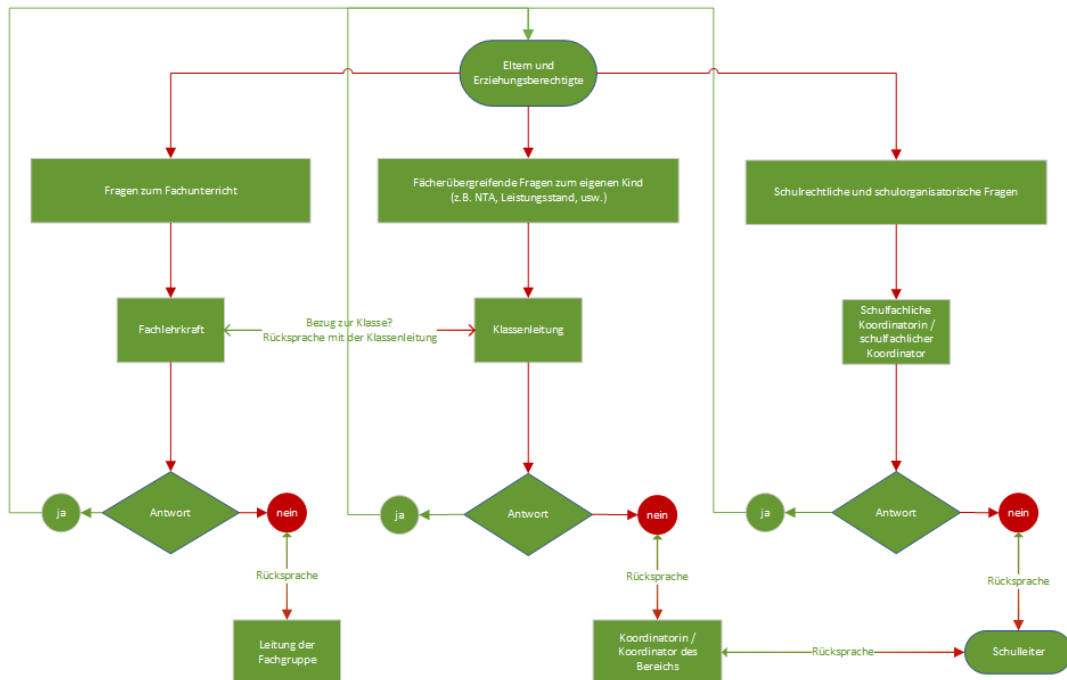 Eltern und
Erziehungsberechtigte
Fragen zum Fachunterricht
Fächerübergreifende Fragen zum eigenen Kind
(z.B. NTA, Leistungsstand, usw.)
Schulrechtliche und schulorganisatorische Fragen
Fachlehrkraft
Bezug zur Klasse?
Rücksprache mit der Klassenleitung
Klassenleitung
Schulfachliche
Koordinatorin /
schulfachlicher
Koordinator
ja
Antwort
nein
ja
Antwort
nein
ja
Antwort
nein
Rücksprache
Rücksprache
Rücksprache
Leitung der
Fachgruppe
Koordinatorin /
Koordinator des
Bereichs
Rücksprache
Schulleiter